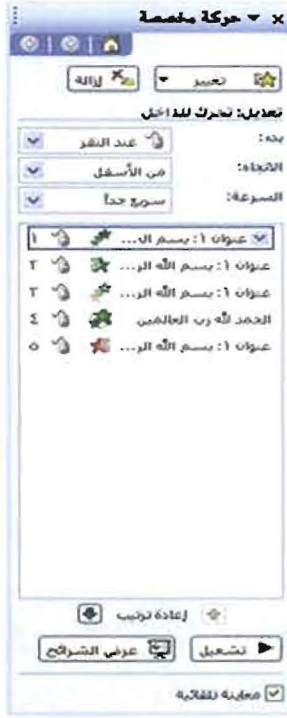 حركة مخصصة
تغيير إزالة
تعديل: تحرك للداخل
بدء: عند النقر
الاتجاه: من الأسفل
السرعة: سريع جداً
عنوان ١: بسم الـ... ١
عنوان ١: بسم الله الر... ٢
عنوان ١: بسم الله الر... ٣
الحمد لله رب العالمين ٤
عنوان ١: بسم الله الر... ٥
إعادة ترتيب
تشغيل عرض الشرائح
معاينة تلقائية